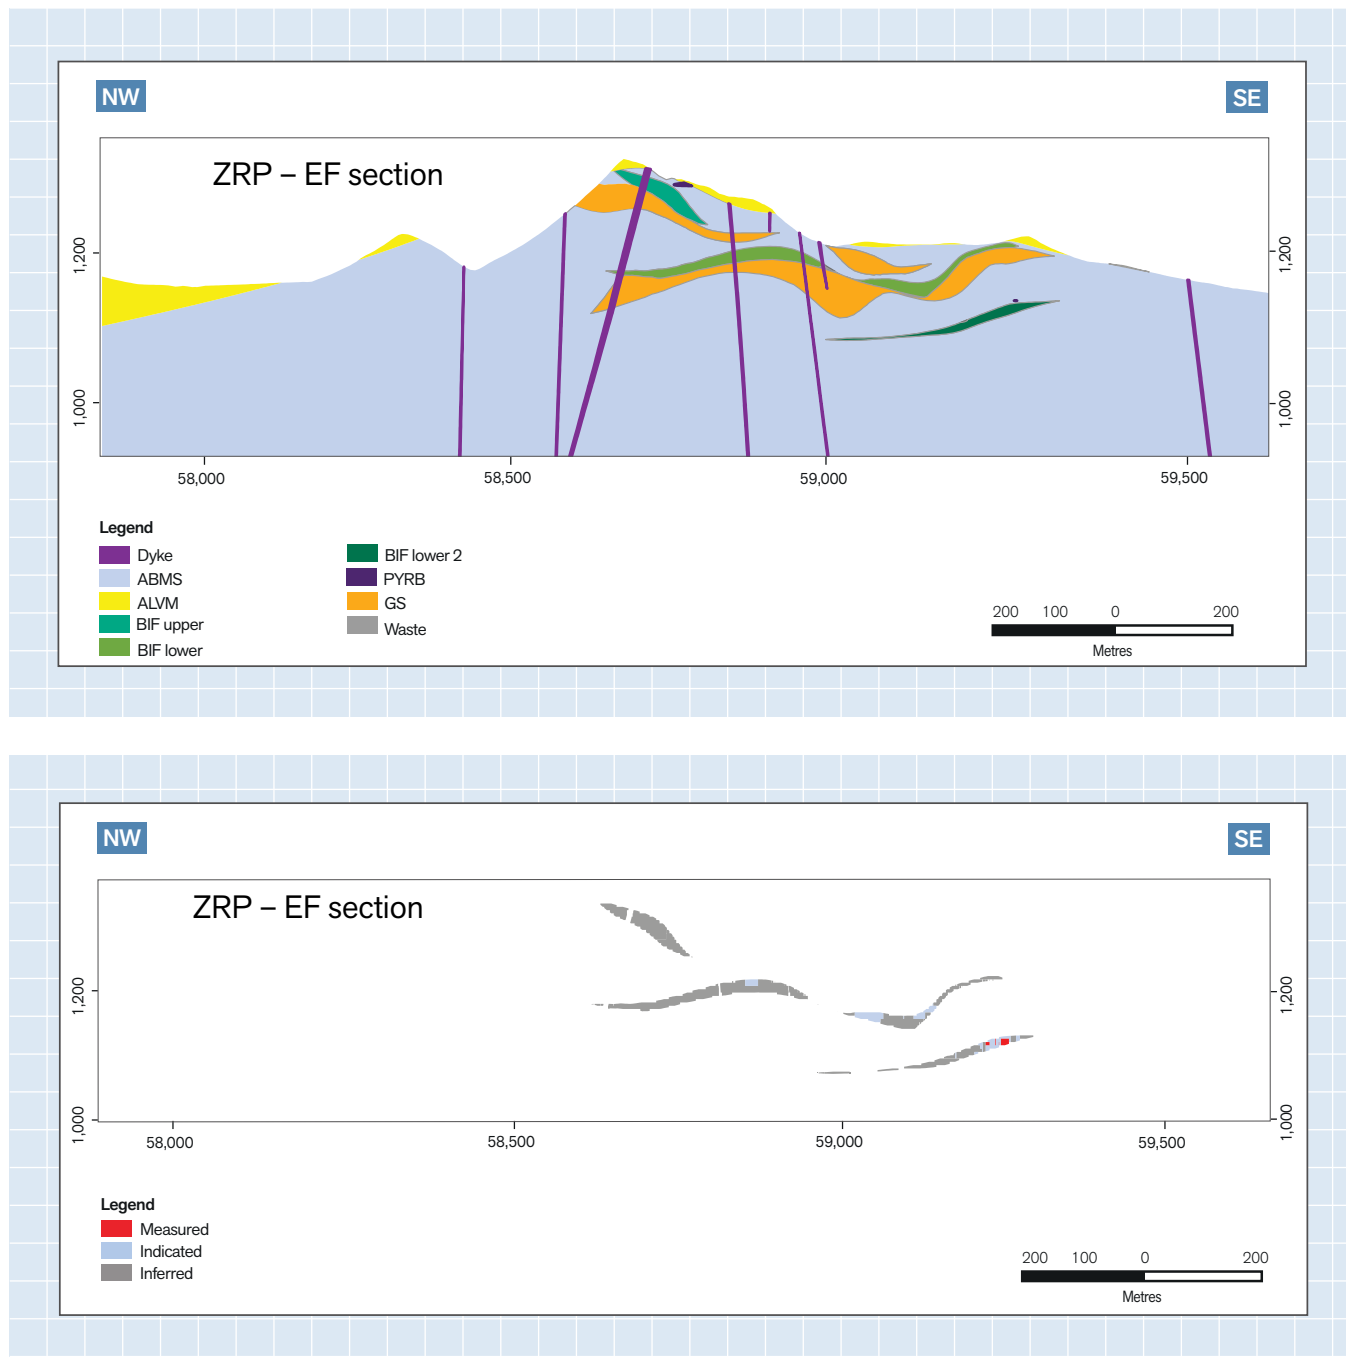 NW
SE
ZRP – EF section
1,200
1,200
1,000
1,000
58,000
58,500
59,000
59,500
Legend
Dyke
ABMS
ALVM
BIF upper
BIF lower
BIF lower 2
PYRB
GS
Waste
200 100 0 200
Metres
NW
SE
ZRP – EF section
1,200
1,200
1,000
1,000
58,000
58,500
59,000
59,500
Legend
Measured
Indicated
Inferred
200 100 0 200
Metres